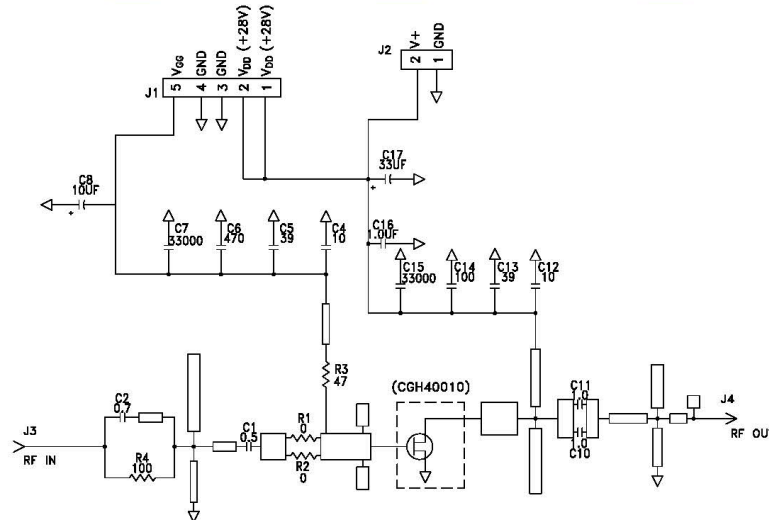 VGG
GND
GND
VDD (+28V)
VDD (+28V)
5
4
3
2
1
J1
J2
V+
GND
2
1
C8
10UF
C17
33UF
C16
1.0UF
C7
33000
C6
470
C5
39
C4
10
C15
33000
C14
100
C13
39
C12
10
R3
47
(CGH40010)
J3
RF IN
C2
0.7
R4
100
C1
0.5
R1
0
R2
0
C11
1.0
1.0
C10
J4
RF OU